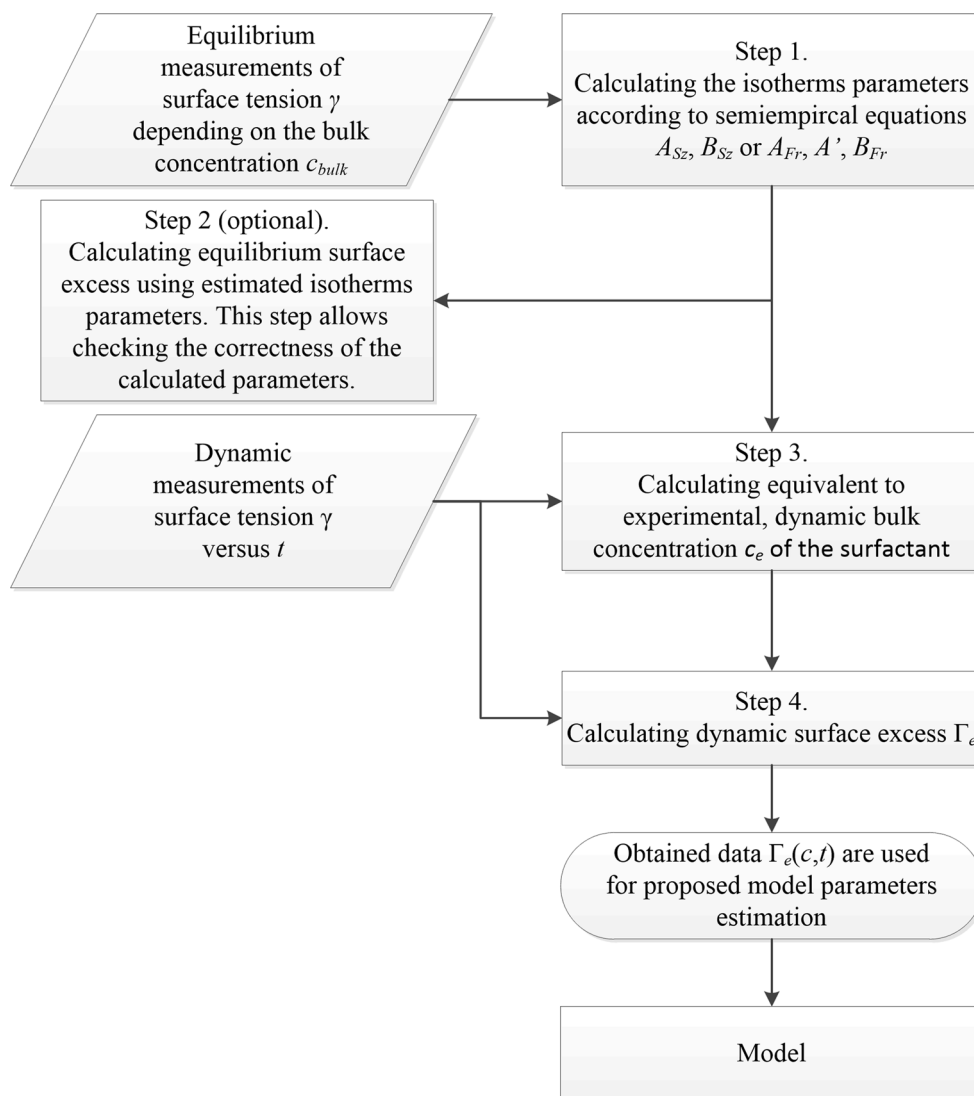 Equilibrium
measurements of
surface tension γ
depending on the bulk
concentration c_bulk
Step 1.
Calculating the isotherms parameters
according to semiempircal equations
A_Sz, B_Sz or A_Fr, A’, B_Fr
Step 2 (optional).
Calculating equilibrium surface
excess using estimated isotherms
parameters. This step allows
checking the correctness of the
calculated parameters.
Dynamic
measurements of
surface tension γ
versus t
Step 3.
Calculating equivalent to
experimental, dynamic bulk
concentration c_e of the surfactant
Step 4.
Calculating dynamic surface excess Γ_e
Obtained data Γ_e(c,t) are used
for proposed model parameters
estimation
Model